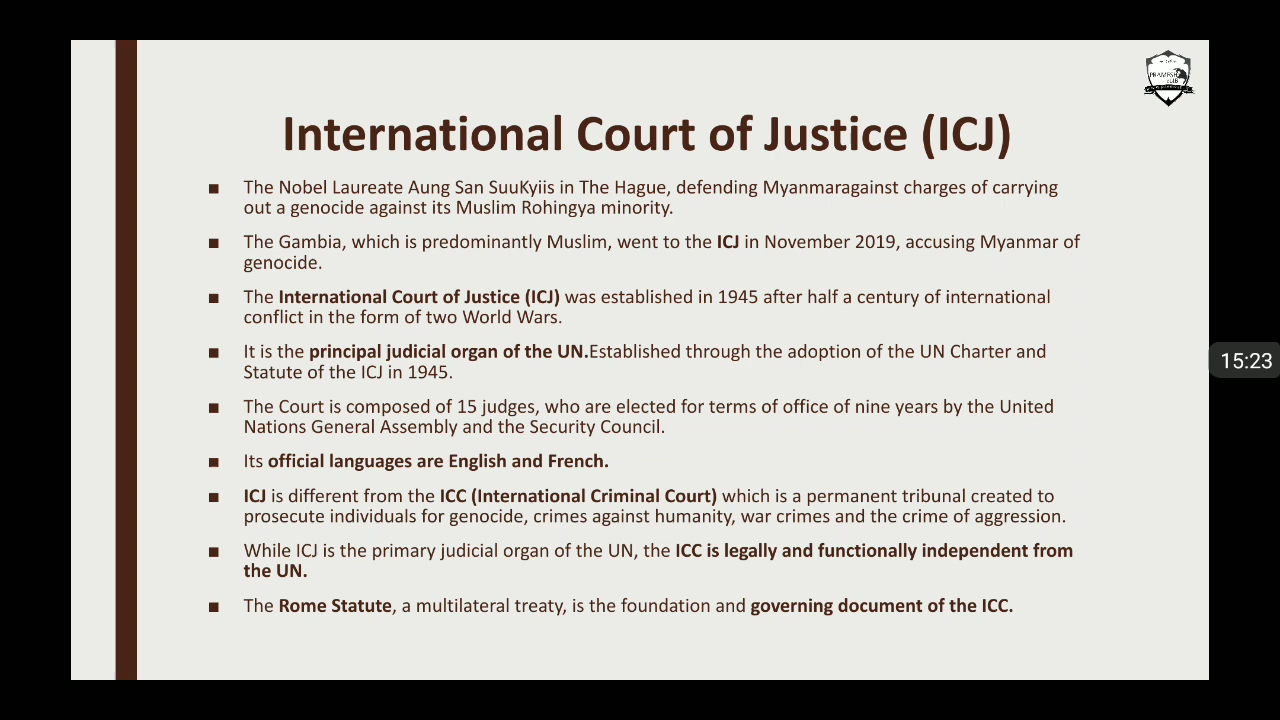 International Court of Justice (ICJ)
■ The Nobel Laureate Aung San SuuKyiis in The Hague, defending Myanmaragainst charges of carrying
out a genocide against its Muslim Rohingya minority.
■ The Gambia, which is predominantly Muslim, went to the ICJ in November 2019, accusing Myanmar of
genocide.
■ The International Court of Justice (ICJ) was established in 1945 after half a century of international
conflict in the form of two World Wars.
■ It is the principal judicial organ of the UN.Established through the adoption of the UN Charter and
Statute of the ICJ in 1945.
■ The Court is composed of 15 judges, who are elected for terms of office of nine years by the United
Nations General Assembly and the Security Council.
■ Its official languages are English and French.
■ ICJ is different from the ICC (International Criminal Court) which is a permanent tribunal created to
prosecute individuals for genocide, crimes against humanity, war crimes and the crime of aggression.
■ While ICJ is the primary judicial organ of the UN, the ICC is legally and functionally independent from
the UN.
■ The Rome Statute, a multilateral treaty, is the foundation and governing document of the ICC.
15:23